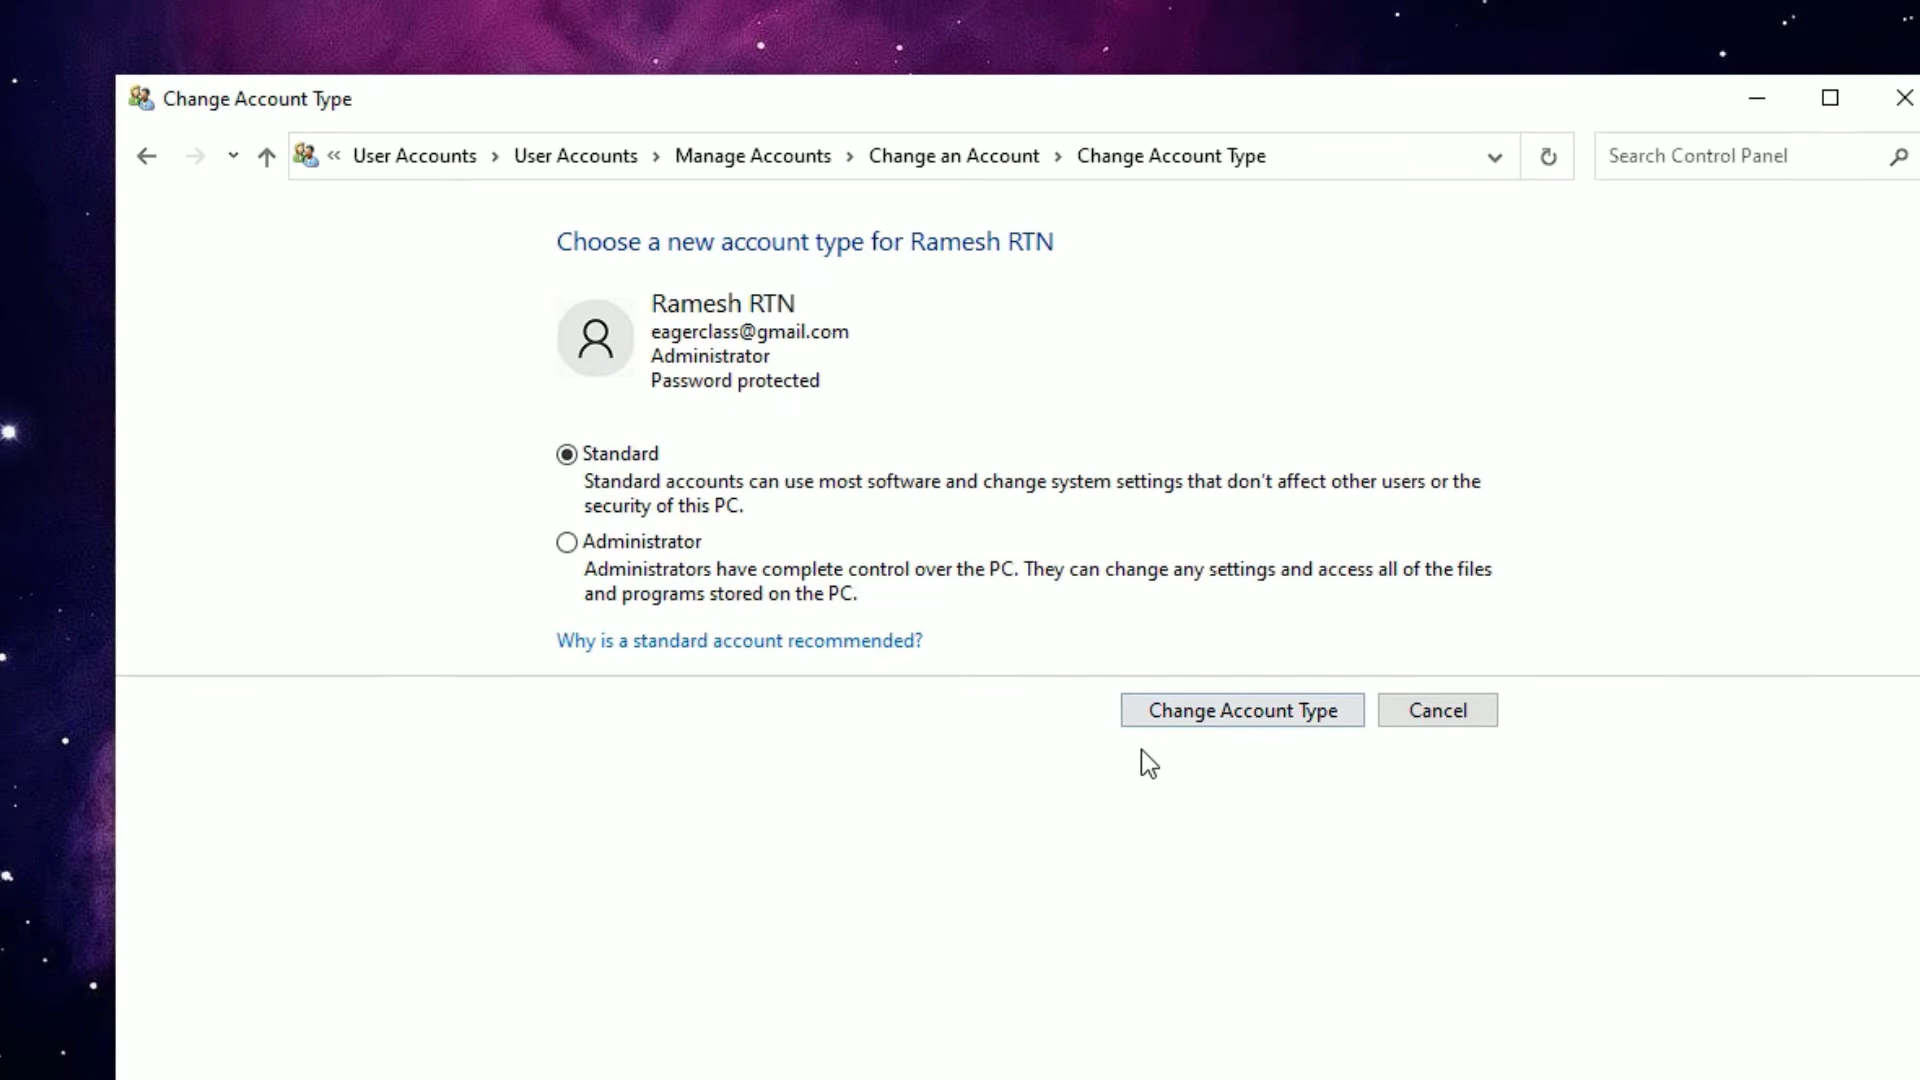 Change Account Type
« User Accounts › User Accounts › Manage Accounts › Change an Account › Change Account Type
Search Control Panel
Choose a new account type for Ramesh RTN
Ramesh RTN
eagerclass@gmail.com
Administrator
Password protected
Standard
Standard accounts can use most software and change system settings that don't affect other users or the
security of this PC.
Administrator
Administrators have complete control over the PC. They can change any settings and access all of the files
and programs stored on the PC.
Why is a standard account recommended?
Change Account Type
Cancel